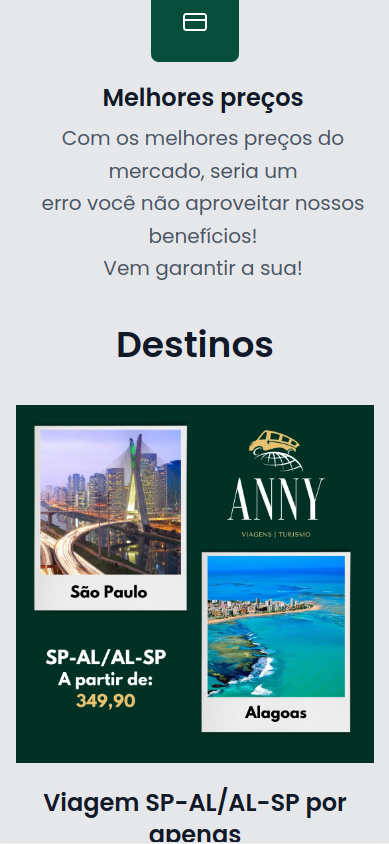 Melhores preços
Com os melhores preços do
mercado, seria um
erro você não aproveitar nossos
benefícios!
Vem garantir a sua!
Destinos
ANNY
VIAGENS | TURISMO
São Paulo
SP-AL/AL-SP
A partir de:
349,90
Alagoas
Viagem SP-AL/AL-SP por
apenas